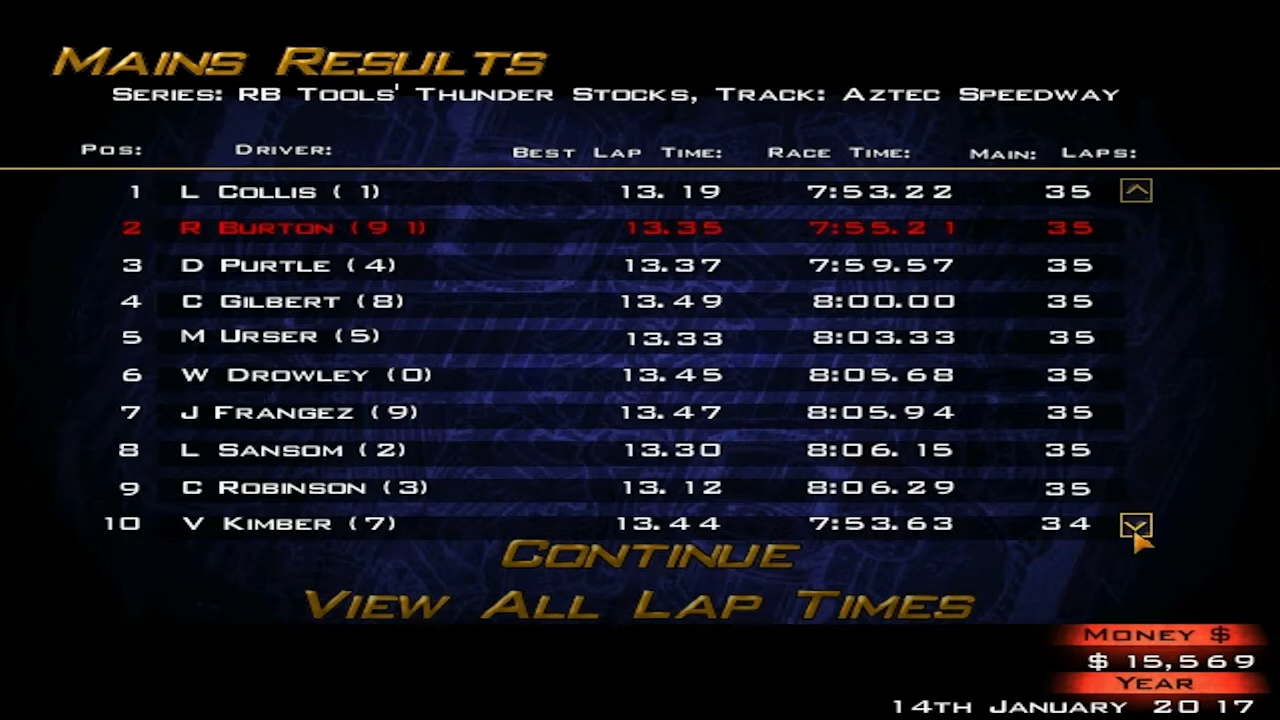 Mains Results
Series: RB Tools' Thunder Stocks, Track: Aztec Speedway
Pos: Driver: Best Lap Time: Race Time: Main: Laps:
1 L Collis (1) 13.19 7:53.22 35
2 R Burton (91) 13.35 7:55.21 35
3 D Purtle (4) 13.37 7:59.57 35
4 C Gilbert (8) 13.49 8:00.00 35
5 M Urser (5) 13.33 8:03.33 35
6 W Drowley (0) 13.45 8:05.68 35
7 J Frangez (9) 13.47 8:05.94 35
8 L Sansom (2) 13.30 8:06.15 35
9 C Robinson (3) 13.12 8:06.29 35
10 V Kimber (7) 13.44 7:53.63 34
Continue
View All Lap Times
Money $
$ 15,569
Year
14th January 2017